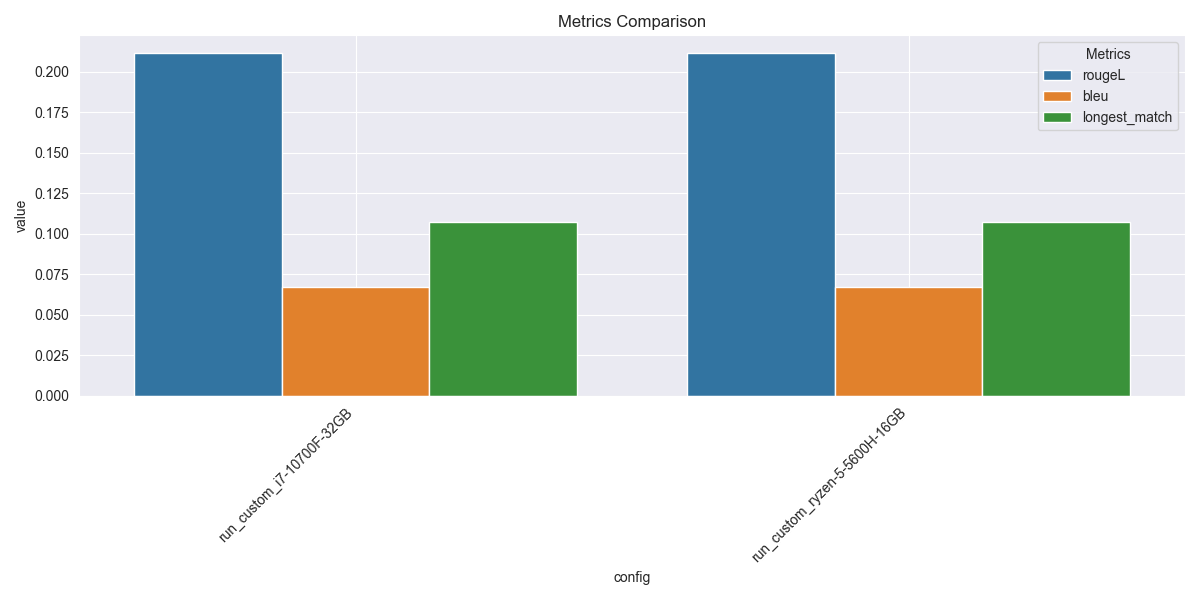 Metrics Comparison
Metrics
rougeL
bleu
longest_match
value
0.200
0.175
0.150
0.125
0.100
0.075
0.050
0.025
0.000
run_custom_i7-10700F-32GB
run_custom_ryzen-5-5600H-16GB
config